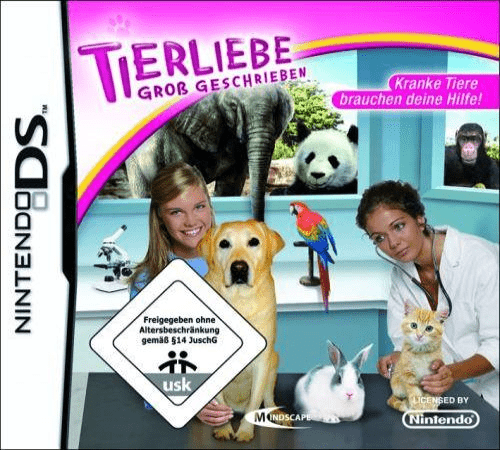 NINTENDO DS™
TIERLIEBE
GROß GESCHRIEBEN
Kranke Tiere
brauchen deine Hilfe!
Freigegeben ohne
Altersbeschränkung
gemäß §14 JuschG
usk
MINDSCAPE
LICENSED BY
Nintendo